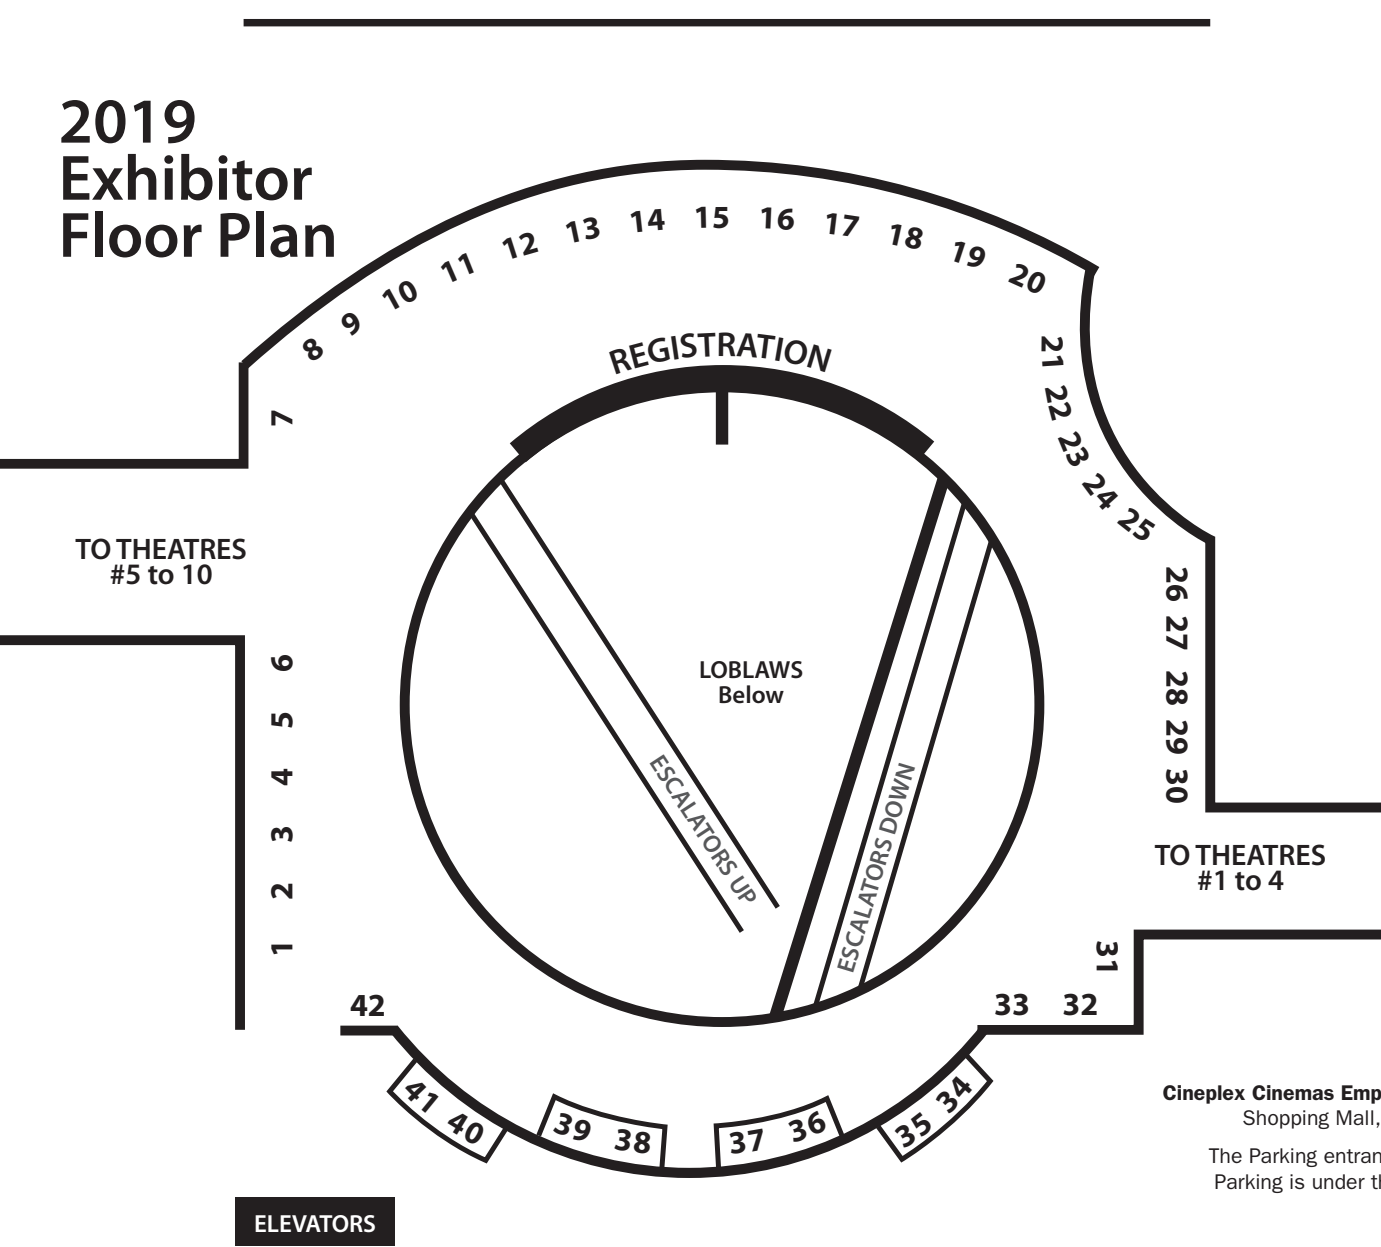 2019
Exhibitor
Floor Plan
15
14
16
13
17
12
18
11
19
10
20
9
8
REGISTRATION
21
22
7
23
24
25
TO THEATRES
#5 to 10
26
27
6
LOBLAWS
Below
28
5
29
4
30
ESCALATORS UP
ESCALATORS DOWN
3
TO THEATRES
#1 to 4
2
1
31
42
33
32
41
40
39
38
37
36
35
34
Cineplex Cinemas Emp
Shopping Mall,
The Parking entran
Parking is under th
ELEVATORS